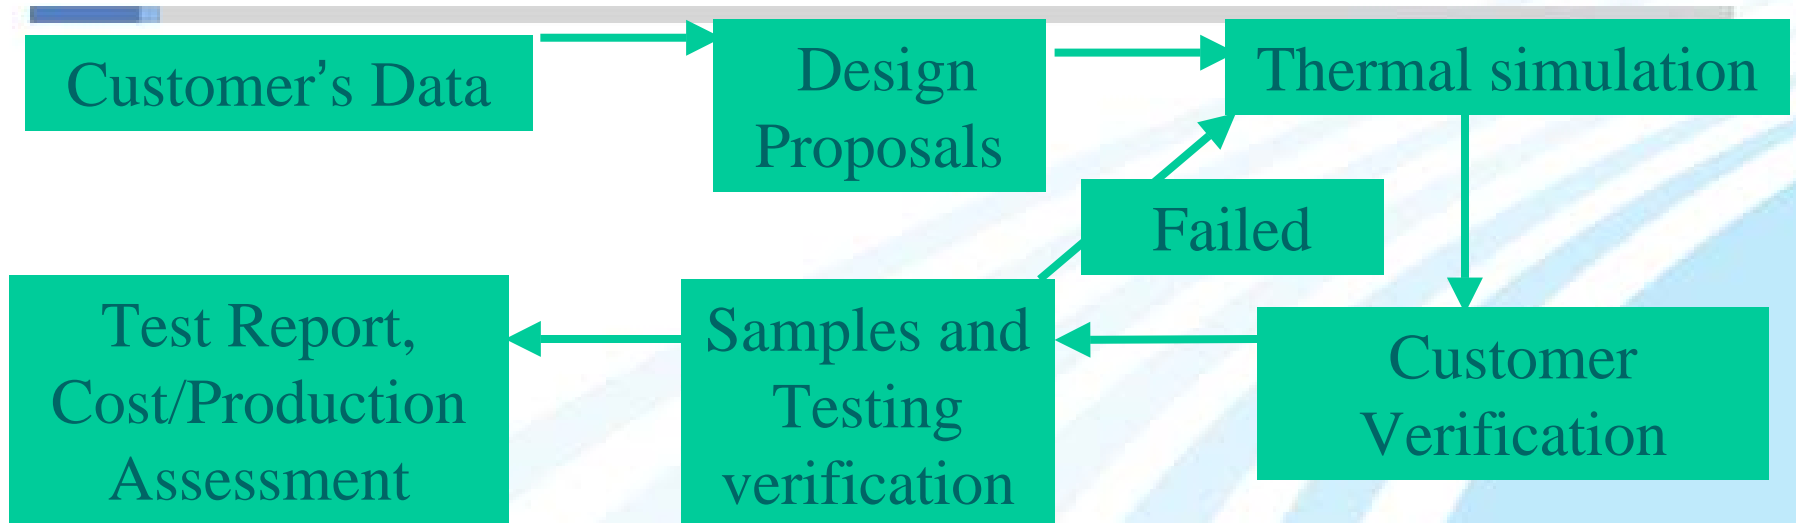 Customer’s Data
Design
Proposals
Thermal simulation
Failed
Test Report,
Cost/Production
Assessment
Samples and
Testing
verification
Customer
Verification